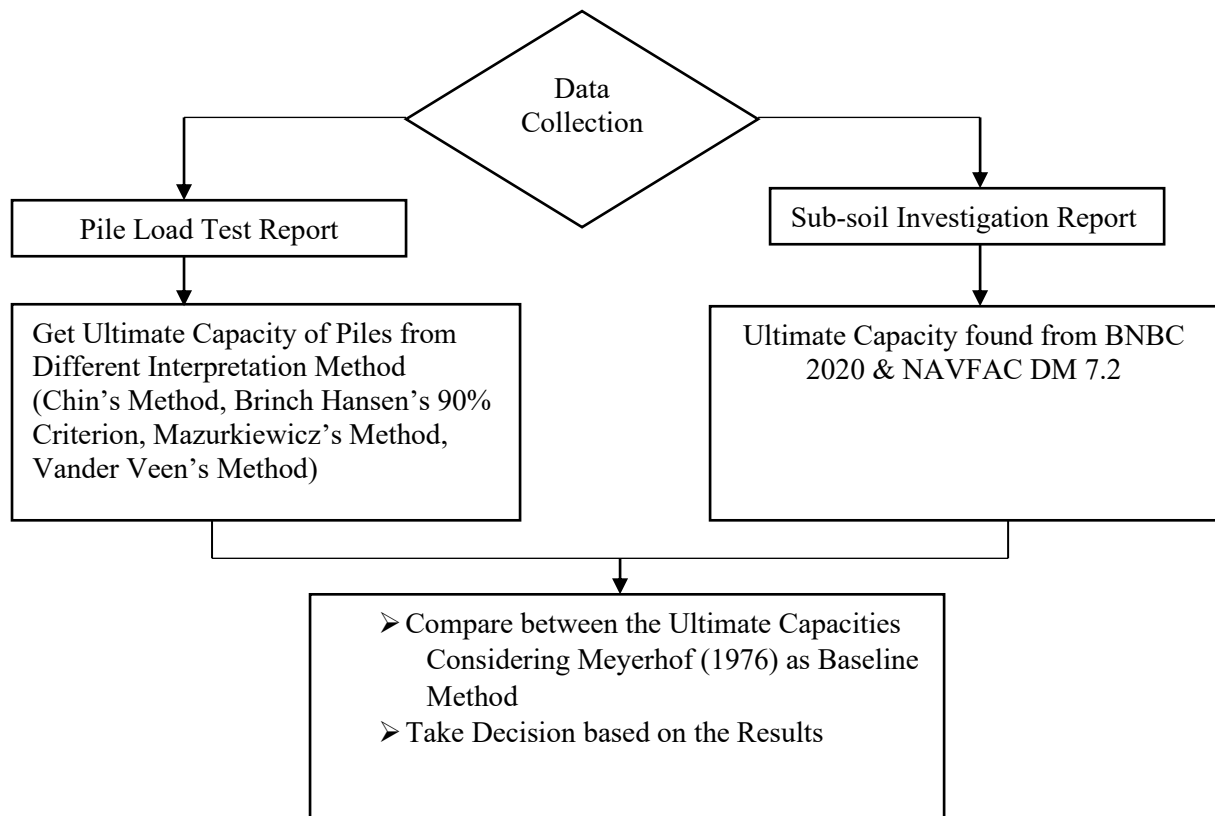 Data
Collection
Pile Load Test Report
Sub-soil Investigation Report
Get Ultimate Capacity of Piles from
Different Interpretation Method
(Chin’s Method, Brinch Hansen’s 90%
Criterion, Mazurkiewicz’s Method,
Vander Veen’s Method)
Ultimate Capacity found from BNBC
2020 & NAVFAC DM 7.2
➢ Compare between the Ultimate Capacities
Considering Meyerhof (1976) as Baseline
Method
➢ Take Decision based on the Results